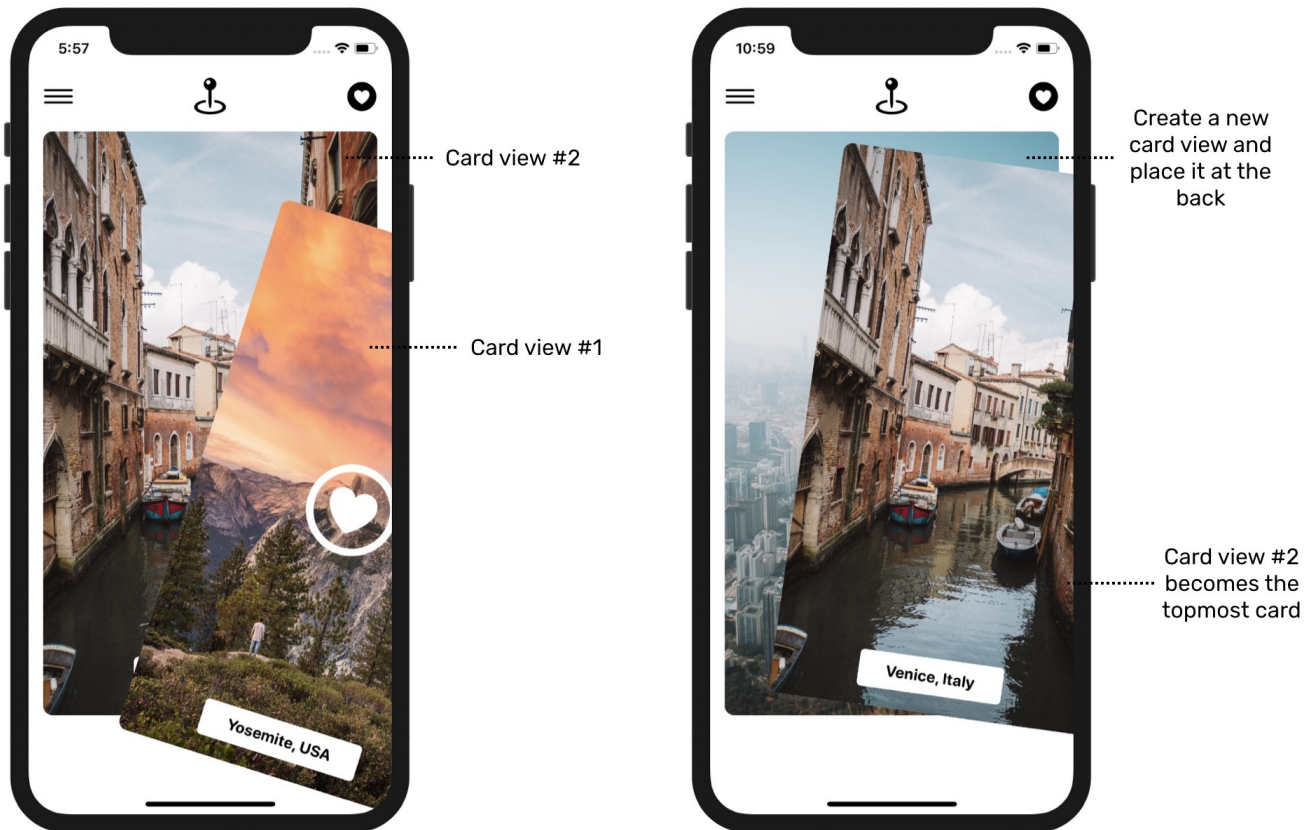 5:57
Card view #2
Card view #1
Yosemite, USA
10:59
Create a new
card view and
place it at the
back
Card view #2
becomes the
topmost card
Venice, Italy